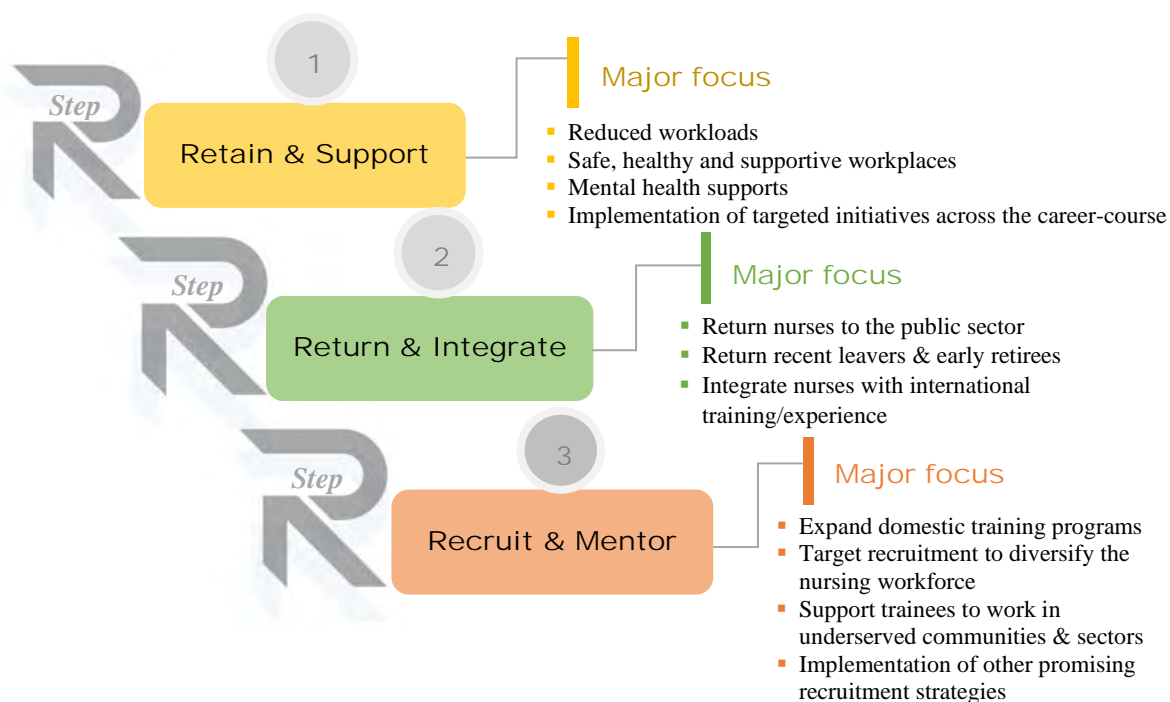 1
Step
Retain & Support
Major focus
Reduced workloads
Safe, healthy and supportive workplaces
Mental health supports
Implementation of targeted initiatives across the career-course
2
Step
Return & Integrate
Major focus
Return nurses to the public sector
Return recent leavers & early retirees
Integrate nurses with international
training/experience
3
Step
Recruit & Mentor
Major focus
Expand domestic training programs
Target recruitment to diversify the
nursing workforce
Support trainees to work in
underserved communities & sectors
Implementation of other promising
recruitment strategies